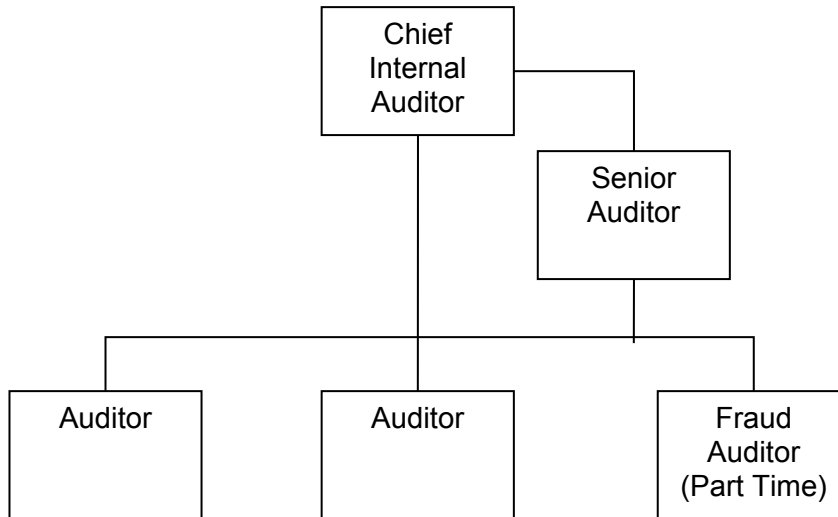 Chief
Internal
Auditor
Senior
Auditor
Auditor
Auditor
Fraud
Auditor
(Part Time)